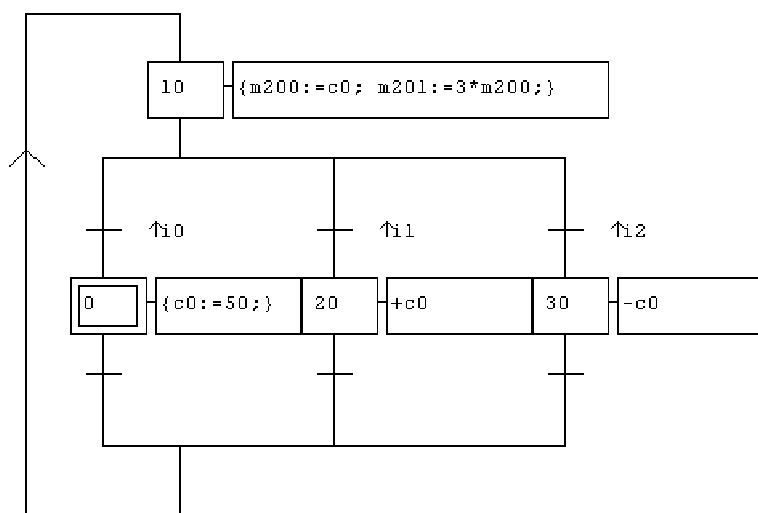 10 {m200:=c0; m201:=3*m200;}
↑i0 ↑i1 ↑i2
0 {c0:=50;} 20 +c0 30 -c0